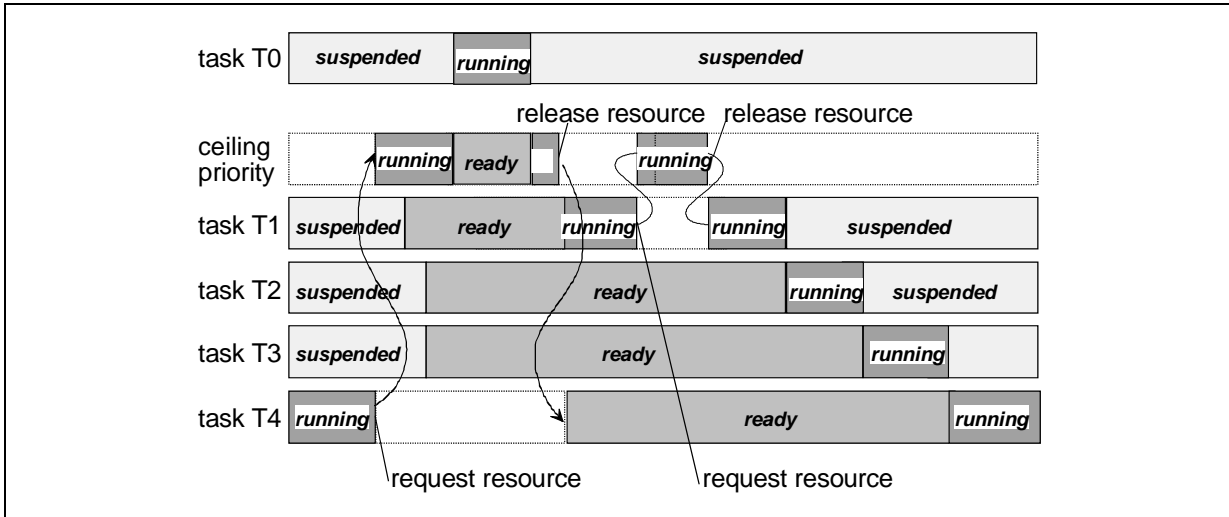 task T0 suspended running suspended
release resource release resource
ceiling
priority
running ready running
task T1 suspended ready running running suspended
task T2 suspended ready running suspended
task T3 suspended ready running
task T4 running ready running
request resource request resource